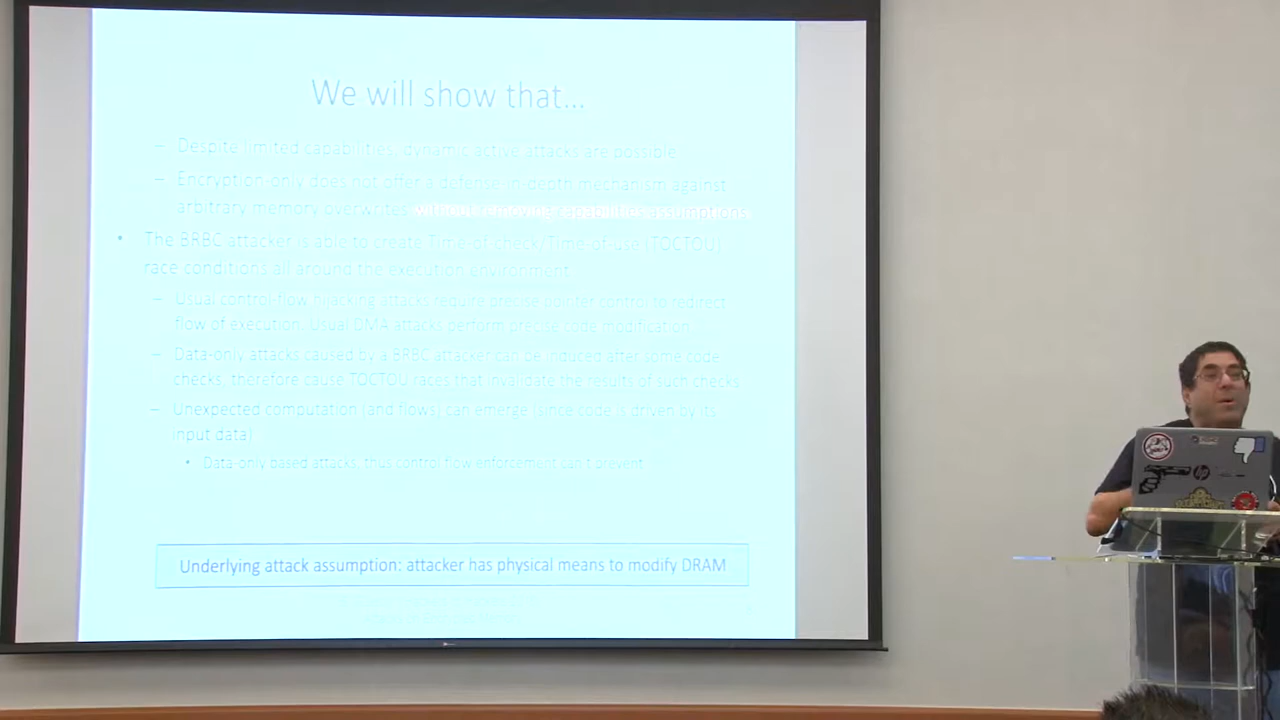 We will show that...
– Despite limited capabilities, dynamic active attacks are possible
– Encryption-only does not offer a defense in-depth mechanism against
arbitrary memory overwrites without removing capabilities assumptions
• The BRBC attacker is able to create Time-of check/Time-of-use (TOCTOU)
race conditions all around the execution environment
– Usual control-flow hijacking attacks require precise pointer control to redirect
flow of execution. Usual DMA attacks perform precise code modification.
– Data-only attacks caused by a BRBC attacker can be induced after some code
checks, therefore cause TOCTOU races that invalidate the results of such checks
– Unexpected computation (and flows) can emerge (since code is driven by its
input data)
• Data-only based attacks, thus control flow enforcement can't prevent
Underlying attack assumption: attacker has physical means to modify DRAM
hp